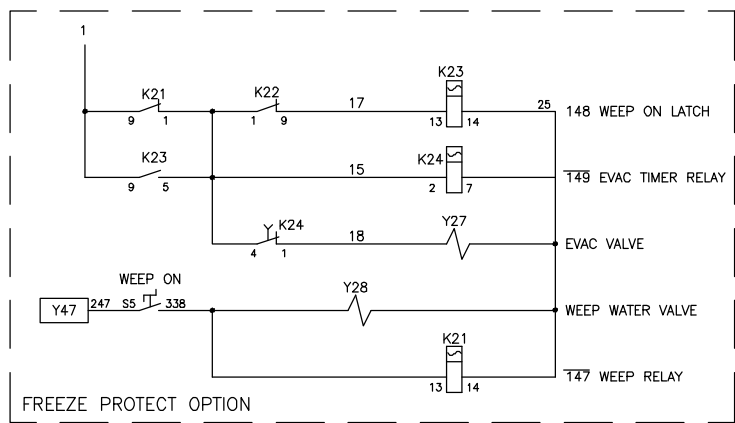 1
K21
9 1
K22
1 9
17
K23
13 14
25
148 WEEP ON LATCH
K23
9 5
15
K24
2 7
149 EVAC TIMER RELAY
K24
4 1
18
Y27
EVAC VALVE
WEEP ON
Y47
247 S5 338
Y28
WEEP WATER VALVE
K21
13 14
147 WEEP RELAY
FREEZE PROTECT OPTION